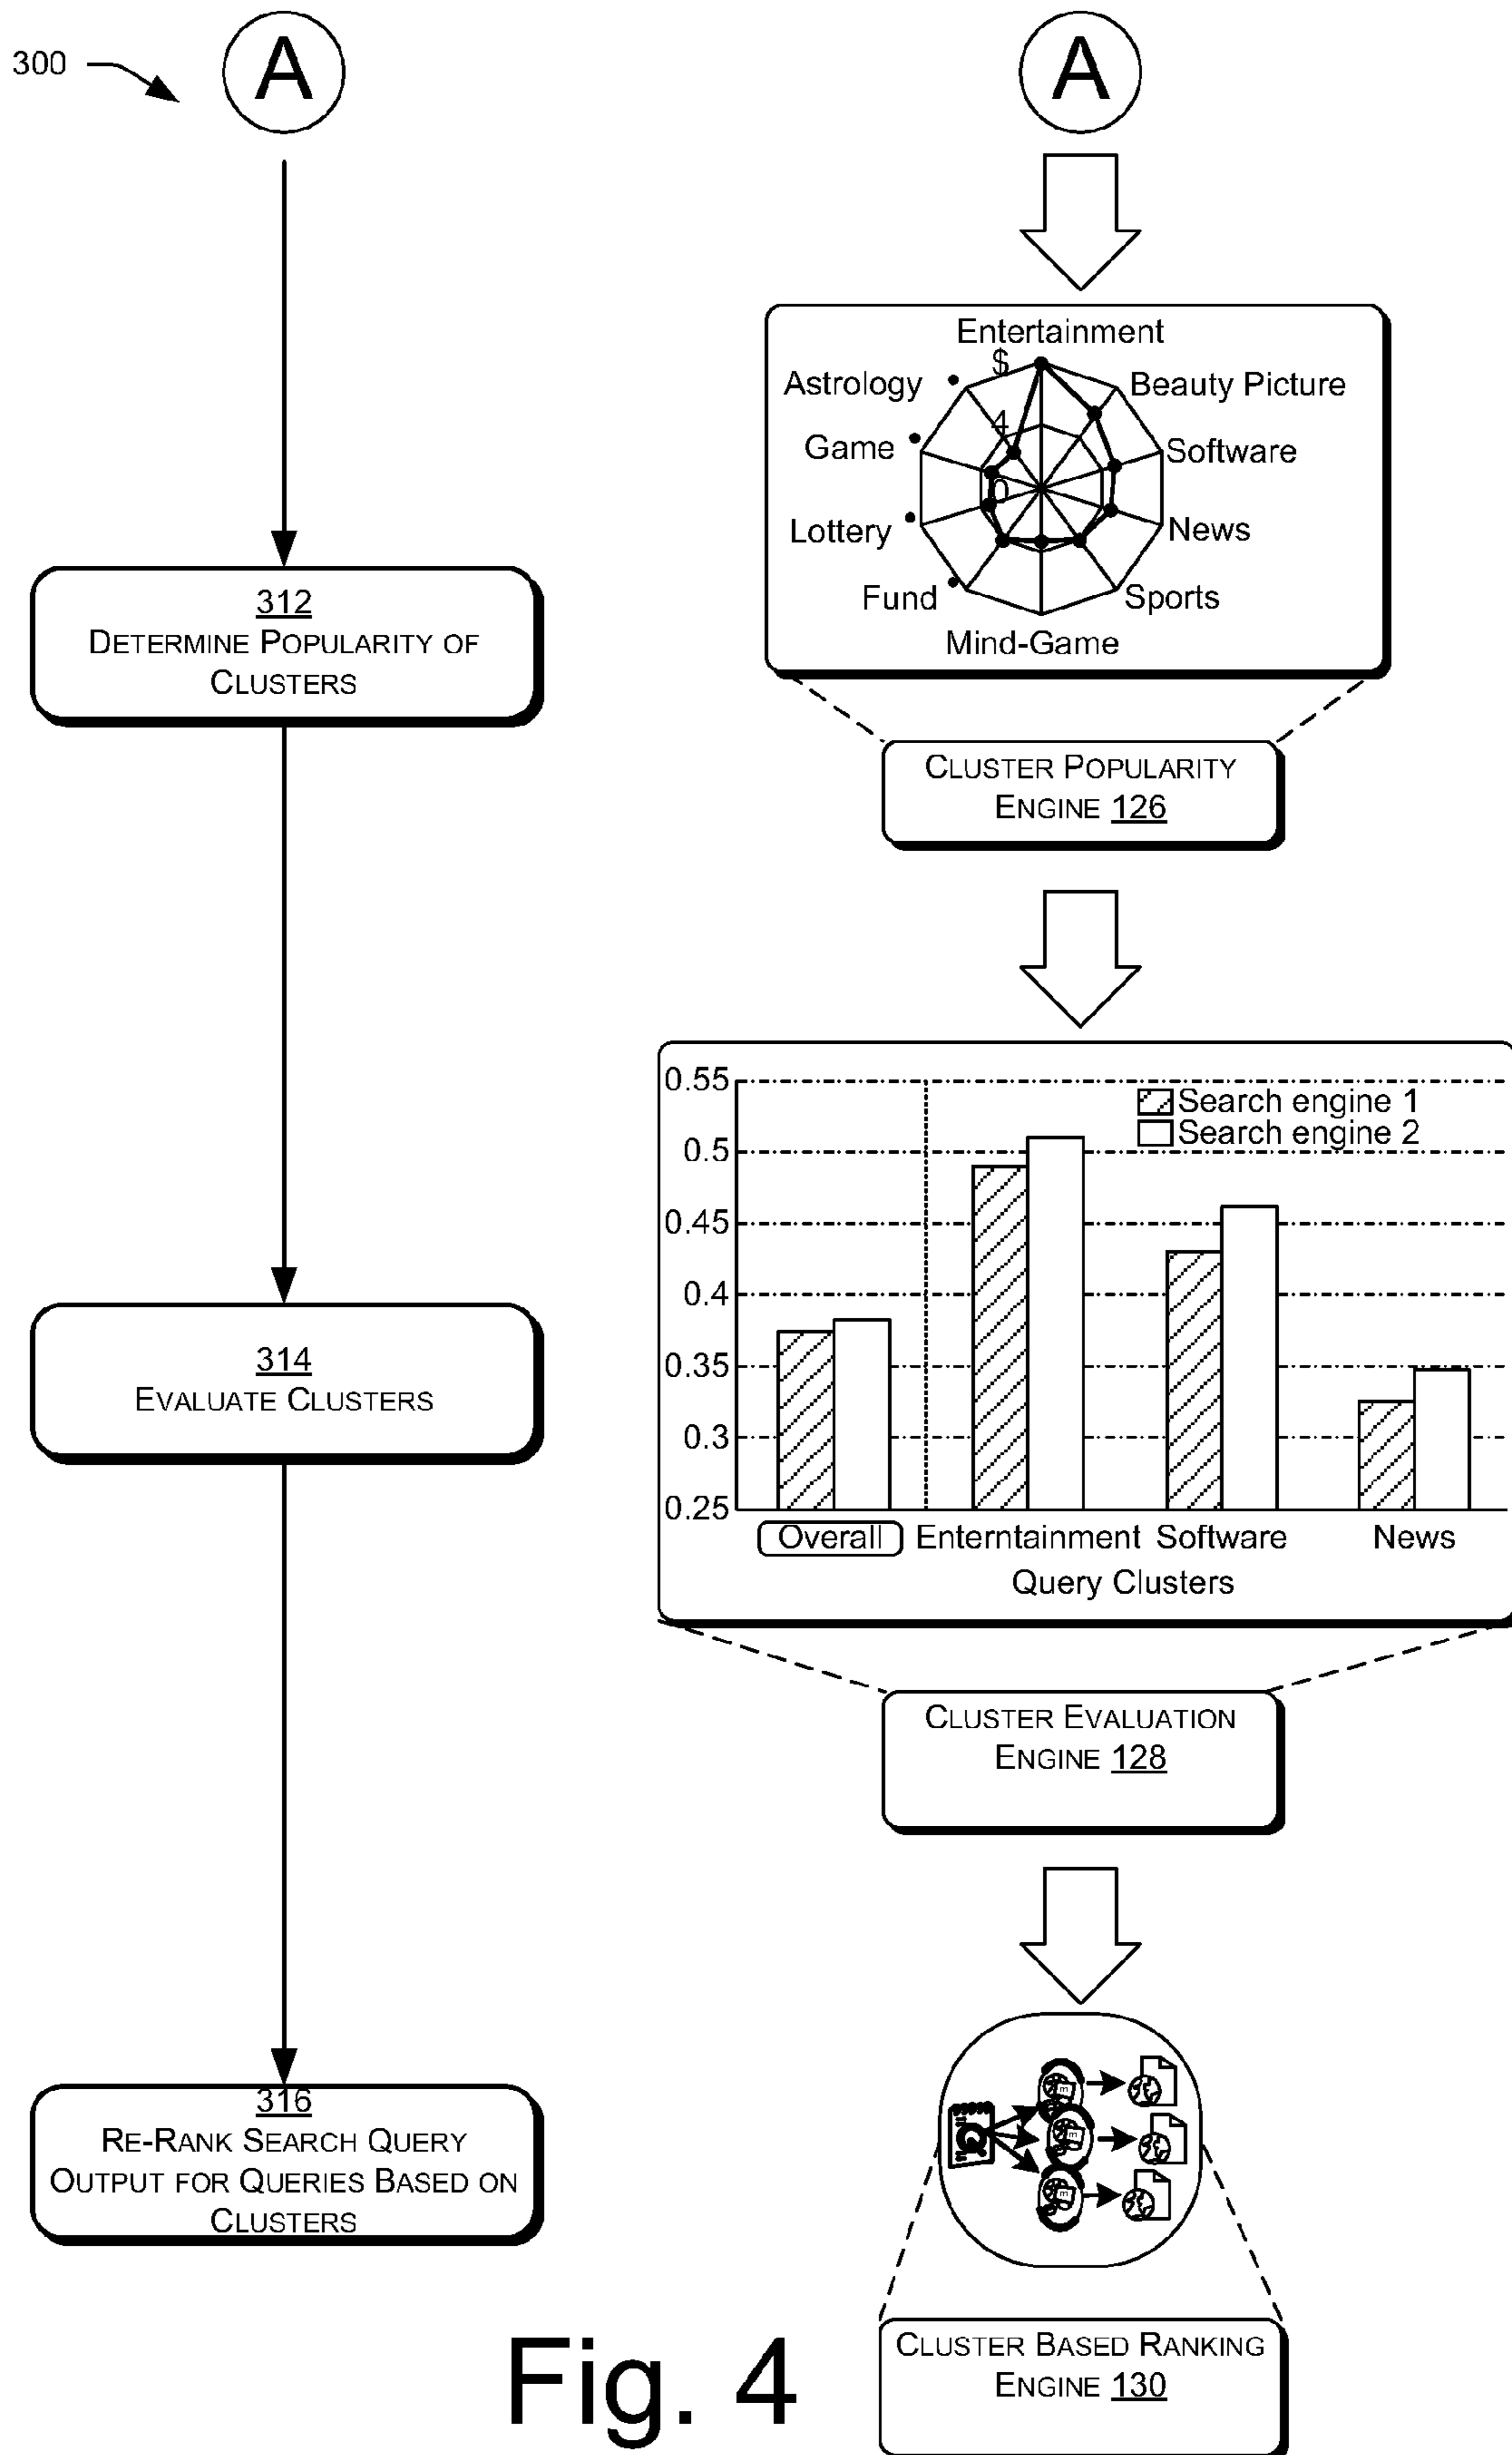 300
A
A
Entertainment
$
Astrology
Beauty Picture
4
Game
Software
0
Lottery
News
Fund
Sports
Mind-Game
312
DETERMINE POPULARITY OF
CLUSTERS
CLUSTER POPULARITY
ENGINE 126
0.55
Search engine 1
Search engine 2
0.5
0.45
0.4
0.35
0.3
0.25
Overall Enterntainment Software News
Query Clusters
314
EVALUATE CLUSTERS
CLUSTER EVALUATION
ENGINE 128
316
RE-RANK SEARCH QUERY
OUTPUT FOR QUERIES BASED ON
CLUSTERS
Q
CLUSTER BASED RANKING
ENGINE 130
Fig. 4